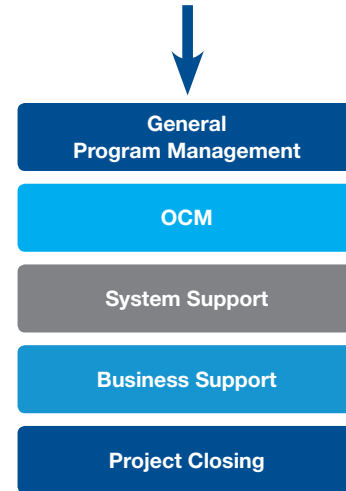 General
Program Management
OCM
System Support
Business Support
Project Closing